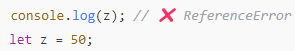 console.log(z); // ❌ ReferenceError
let z = 50;